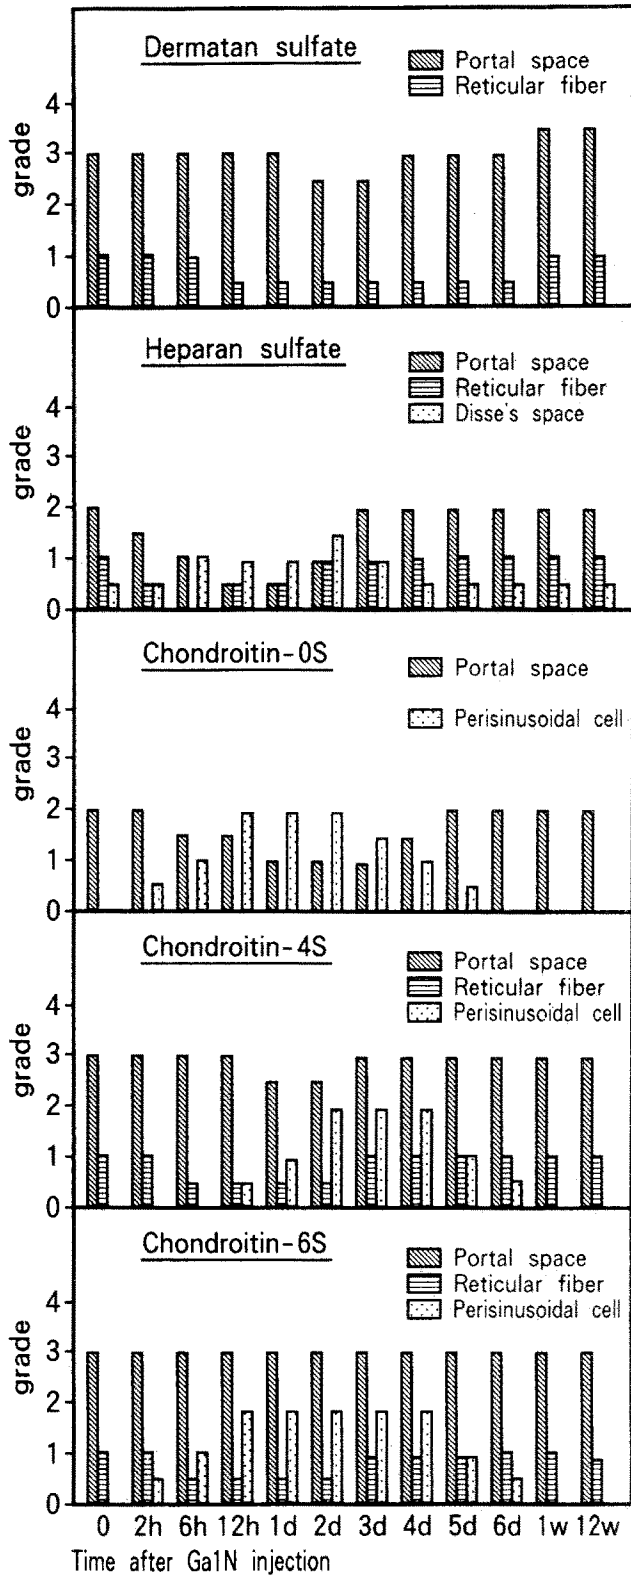 Dermatan sulfate
Portal space
Reticular fiber
grade
4
3
2
1
0
Heparan sulfate
Portal space
Reticular fiber
Disse's space
grade
4
3
2
1
0
Chondroitin-0S
Portal space
Perisinusoidal cell
grade
4
3
2
1
0
Chondroitin-4S
Portal space
Reticular fiber
Perisinusoidal cell
grade
4
3
2
1
0
Chondroitin-6S
Portal space
Reticular fiber
Perisinusoidal cell
grade
4
3
2
1
0
0 2h 6h 12h 1d 2d 3d 4d 5d 6d 1w 12w
Time after Ga1N injection